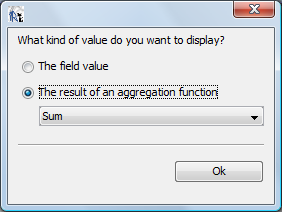 What kind of value do you want to display?
The field value
The result of an aggregation function
Sum
Ok